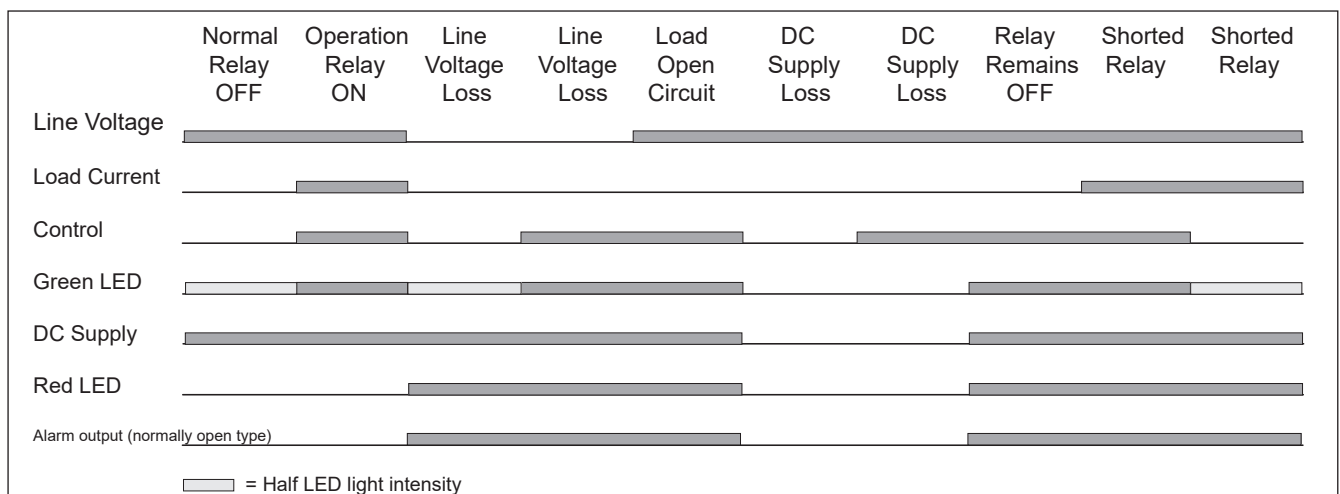 Normal Operation Line Line Load DC DC Relay Shorted Shorted
Relay Relay Voltage Voltage Open Supply Supply Remains Relay Relay
OFF ON Loss Loss Circuit Loss Loss OFF
Line Voltage
Load Current
Control
Green LED
DC Supply
Red LED
Alarm output (normally open type)
= Half LED light intensity